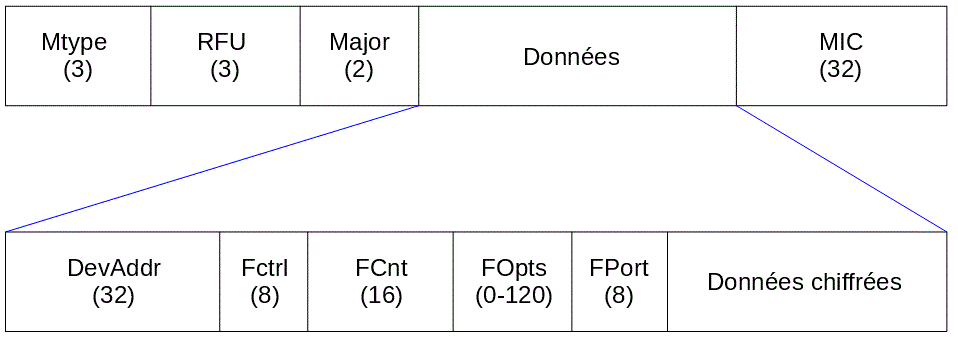 Mtype
(3)
RFU
(3)
Major
(2)
Données
MIC
(32)
DevAddr
(32)
Fctrl
(8)
FCnt
(16)
FOpts
(0-120)
FPort
(8)
Données chiffrées